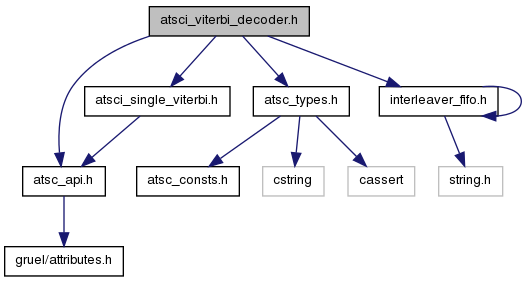 atsci_viterbi_decoder.h
atsci_single_viterbi.h
atsc_types.h
interleaver_fifo.h
atsc_api.h
atsc_consts.h
cstring
cassert
string.h
gruel/attributes.h